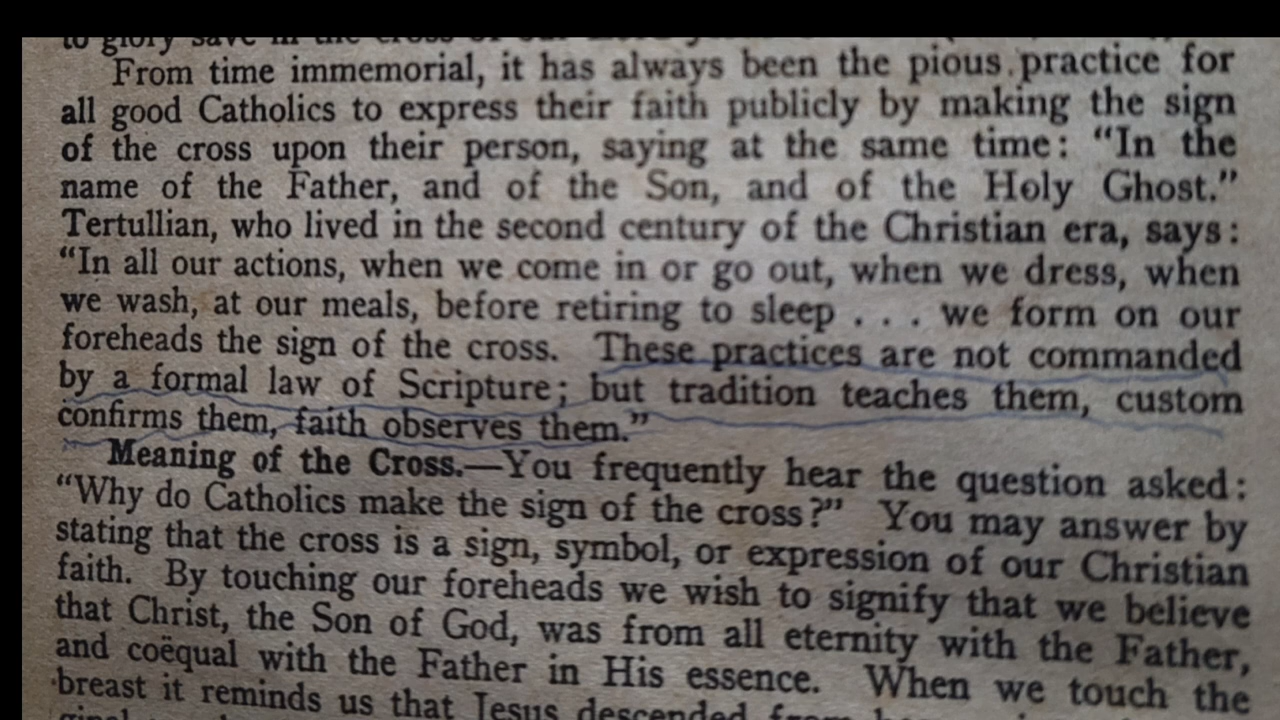 to glory save in the cross of our Lord
From time immemorial, it has always been the pious practice for
all good Catholics to express their faith publicly by making the sign
of the cross upon their person, saying at the same time: “In the
name of the Father, and of the Son, and of the Holy Ghost.”
Tertullian, who lived in the second century of the Christian era, says:
“In all our actions, when we come in or go out, when we dress, when
we wash, at our meals, before retiring to sleep . . . we form on our
foreheads the sign of the cross. These practices are not commanded
by a formal law of Scripture; but tradition teaches them, custom
confirms them, faith observes them.”
Meaning of the Cross.—You frequently hear the question asked:
“Why do Catholics make the sign of the cross?” You may answer by
stating that the cross is a sign, symbol, or expression of our Christian
faith. By touching our foreheads we wish to signify that we believe
that Christ, the Son of God, was from all eternity with the Father,
and coëqual with the Father in His essence. When we touch the
breast it reminds us that Jesus descended from